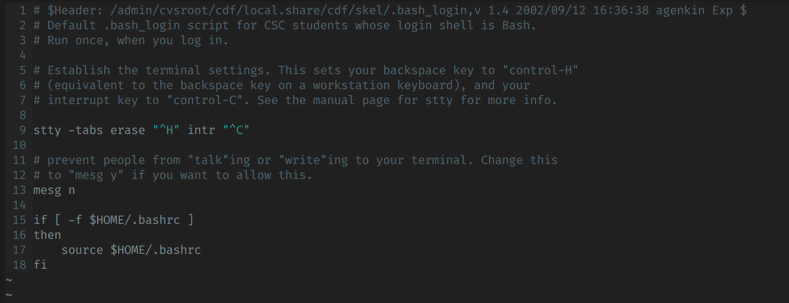 1 # $Header: /admin/cvsroot/cdf/local.share/cdf/skel/.bash_login,v 1.4 2002/09/12 16:36:38 agenkin Exp $
2 # Default .bash_login script for CSC students whose login shell is Bash.
3 # Run once, when you log in.
4
5 # Establish the terminal settings. This sets your backspace key to "control-H"
6 # (equivalent to the backspace key on a workstation keyboard), and your
7 # interrupt key to "control-C". See the manual page for stty for more info.
8
9 stty -tabs erase "^H" intr "^C"
10
11 # prevent people from "talk"ing or "write"ing to your terminal. Change this
12 # to "mesg y" if you want to allow this.
13 mesg n
14
15 if [ -f $HOME/.bashrc ]
16 then
17     source $HOME/.bashrc
18 fi
~
~